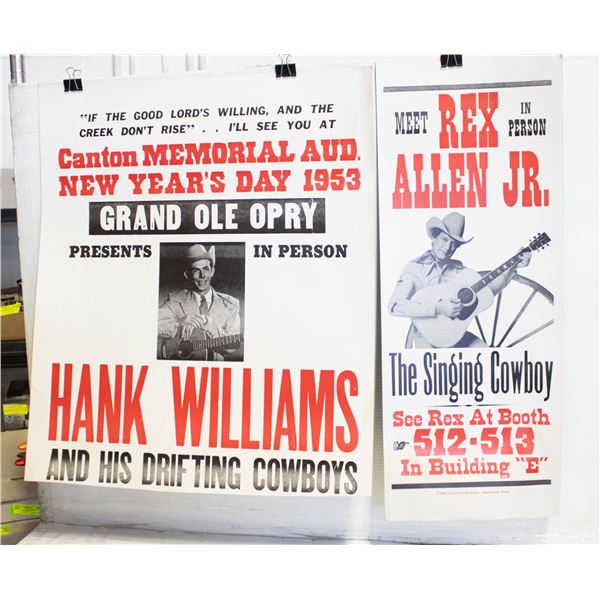 "IF THE GOOD LORD'S WILLING, AND THE
CREEK DON'T RISE" . . I'LL SEE YOU AT
Canton MEMORIAL AUD.
NEW YEAR'S DAY 1953
GRAND OLE OPRY
PRESENTS IN PERSON
HANK WILLIAMS
AND HIS DRIFTING COWBOYS
MEET REX IN PERSON
ALLEN JR.
The Singing Cowboy
See Rex At Booth
512-513
In Building "E"